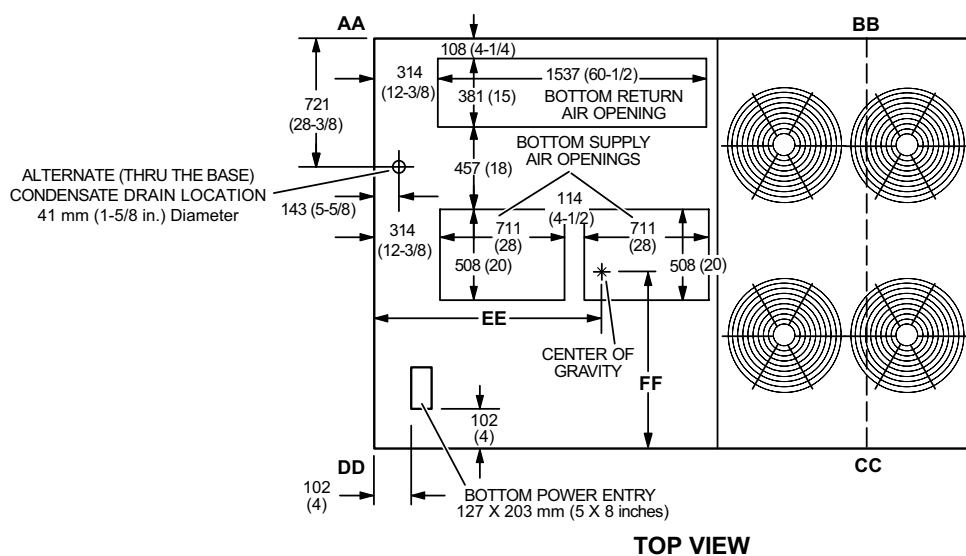 AA
BB
108 (4-1/4)
314
(12-3/8)
1537 (60-1/2)
381 (15)
BOTTOM RETURN
AIR OPENING
721
(28-3/8)
BOTTOM SUPPLY
AIR OPENINGS
457 (18)
ALTERNATE (THRU THE BASE)
CONDENSATE DRAIN LOCATION
41 mm (1-5/8 in.) Diameter
143 (5-5/8)
114
(4-1/2)
314
(12-3/8)
711
(28)
711
(28)
508 (20)
508 (20)
EE
CENTER OF
GRAVITY
FF
102
(4)
DD
CC
102
(4)
BOTTOM POWER ENTRY
127 X 203 mm (5 X 8 inches)
TOP VIEW